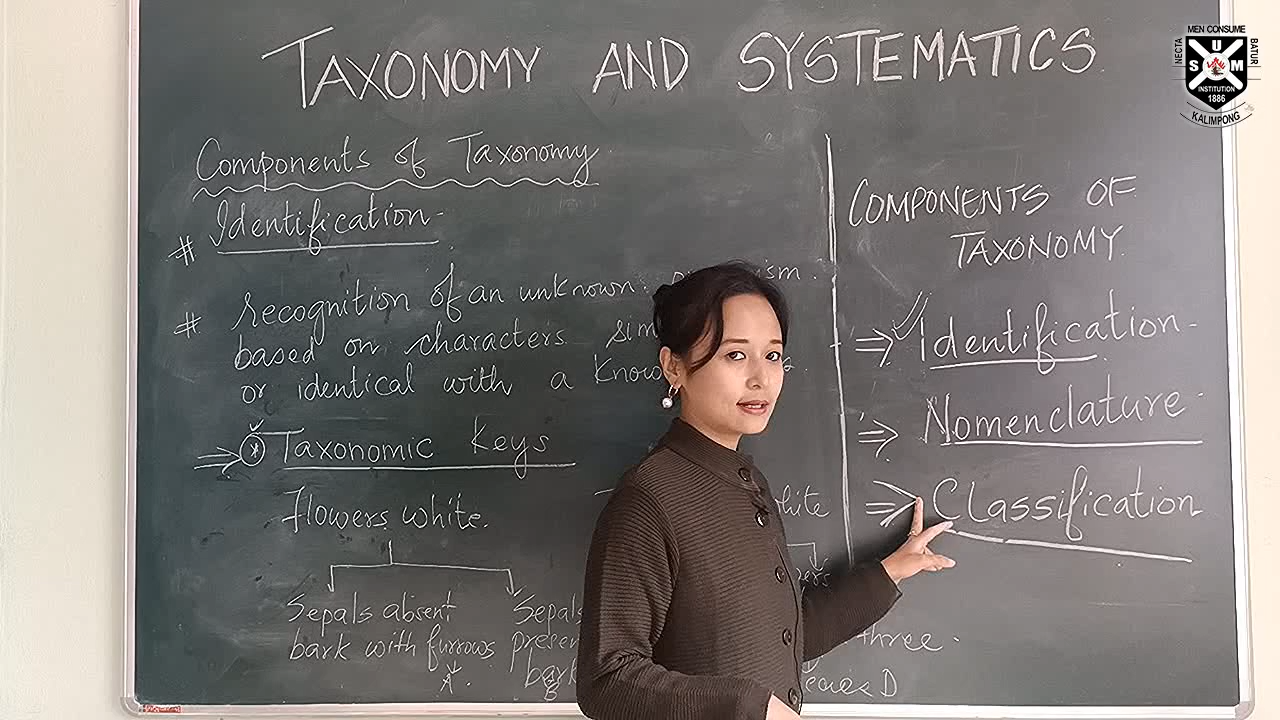 TAXONOMY AND SYSTEMATICS
Components of Taxonomy
# Identification-
# recognition of an unknown
based on characters
or identical with a
⇒ * Taxonomic Keys
Flowers white.
Sepals absent
bark with furrows
A.
Sepals
present
bark
B
COMPONENTS OF
TAXONOMY
⇒ Identification-
⇒ Nomenclature-
⇒ Classification
three.
D
MEN CONSUME
NECTA
BATUR
S U M
INSTITUTION
1886
KALIMPONG